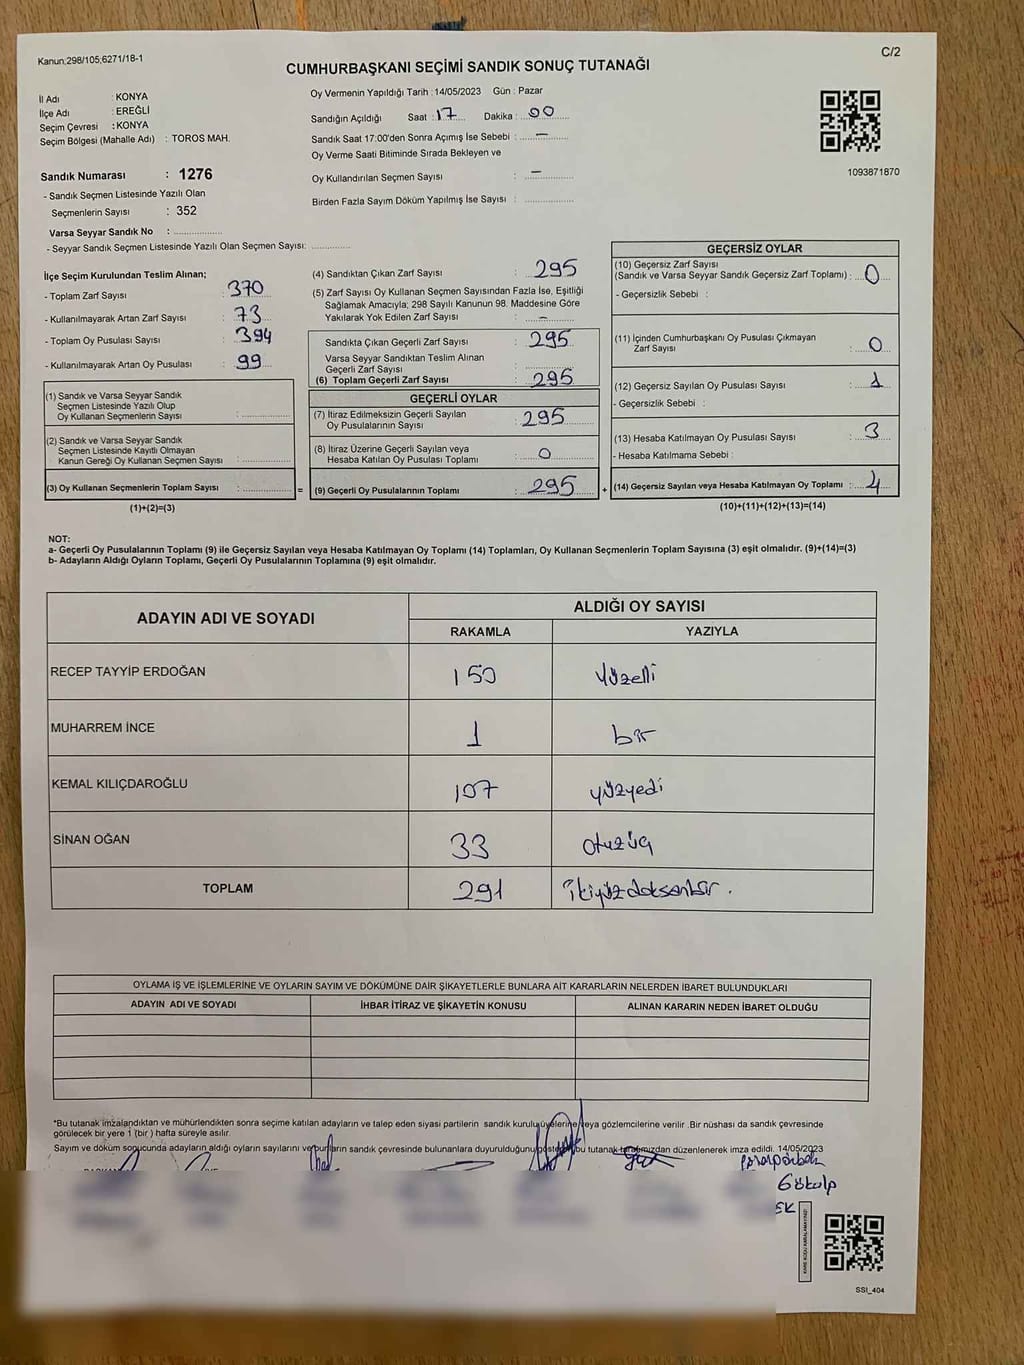 Kanun;298/105,6271/18-1
C/2
CUMHURBAŞKANI SEÇİMİ SANDIK SONUÇ TUTANAĞI
İl Adı : KONYA
İlçe Adı : EREĞLİ
Seçim Çevresi : KONYA
Seçim Bölgesi (Mahalle Adı) : TOROS MAH.
Sandık Numarası : 1276
- Sandık Seçmen Listesinde Yazılı Olan
Seçmenlerin Sayısı : 352
Varsa Seyyar Sandık No : ....................
- Seyyar Sandık Seçmen Listesinde Yazılı Olan Seçmen Sayısı: ................
Oy Vermenin Yapıldığı Tarih : 14/05/2023 Gün : Pazar
Sandığın Açıldığı Saat : 17 Dakika : 00
Sandık Saat 17:00'den Sonra Açımış İse Sebebi : —
Oy Verme Saati Bitiminde Sırada Bekleyen ve
Oy Kullandırılan Seçmen Sayısı : —
Birden Fazla Sayım Döküm Yapılmış İse Sayısı : ....................
1093871870
İlçe Seçim Kurulundan Teslim Alınan;
- Toplam Zarf Sayısı : 370
- Kullanılmayarak Artan Zarf Sayısı : 73
- Toplam Oy Pusulası Sayısı : 394
- Kullanılmayarak Artan Oy Pusulası : 99
(1) Sandık ve Varsa Seyyar Sandık
Seçmen Listesinde Yazılı Olup
Oy Kullanan Seçmenlerin Sayısı : ....................
(2) Sandık ve Varsa Seyyar Sandık
Seçmen Listesinde Kayıtlı Olmayan
Kanun Gereği Oy Kullanan Seçmen Sayısı : ....................
(3) Oy Kullanan Seçmenlerin Toplam Sayısı : .................... =
(1)+(2)=(3)
(4) Sandıktan Çıkan Zarf Sayısı : 295
(5) Zarf Sayısı Oy Kullanan Seçmen Sayısından Fazla İse, Eşitliği
Sağlamak Amacıyla; 298 Sayılı Kanunun 98. Maddesine Göre
Yakılarak Yok Edilen Zarf Sayısı : —
Sandıkta Çıkan Geçerli Zarf Sayısı : 295
Varsa Seyyar Sandıktan Teslim Alınan
Geçerli Zarf Sayısı :
(6) Toplam Geçerli Zarf Sayısı : 295
GEÇERLİ OYLAR
(7) İtiraz Edilmeksizin Geçerli Sayılan
Oy Pusulalarının Sayısı : 295
(8) İtiraz Üzerine Geçerli Sayılan veya
Hesaba Katılan Oy Pusulası Toplamı : 0
(9) Geçerli Oy Pusulalarının Toplamı : 295 +
GEÇERSİZ OYLAR
(10) Geçersiz Zarf Sayısı
(Sandık ve Varsa Seyyar Sandık Geçersiz Zarf Toplamı) : 0
- Geçersizlik Sebebi :
(11) İçinden Cumhurbaşkanı Oy Pusulası Çıkmayan
Zarf Sayısı : 0
(12) Geçersiz Sayılan Oy Pusulası Sayısı : 1
- Geçersizlik Sebebi :
(13) Hesaba Katılmayan Oy Pusulası Sayısı : 3
- Hesaba Katılmama Sebebi :
(14) Geçersiz Sayılan veya Hesaba Katılmayan Oy Toplamı : 4
(10)+(11)+(12)+(13)=(14)
NOT:
a- Geçerli Oy Pusulalarının Toplamı (9) ile Geçersiz Sayılan veya Hesaba Katılmayan Oy Toplamı (14) Toplamları, Oy Kullanan Seçmenlerin Toplam Sayısına (3) eşit olmalıdır. (9)+(14)=(3)
b- Adayların Aldığı Oyların Toplamı, Geçerli Oy Pusulalarının Toplamına (9) eşit olmalıdır.
ADAYIN ADI VE SOYADI ALDIĞI OY SAYISI
RAKAMLA YAZIYLA
RECEP TAYYİP ERDOĞAN 150 yüzelli
MUHARREM İNCE 1 bir
KEMAL KILIÇDAROĞLU 107 yüzyedi
SİNAN OĞAN 33 otuzüç
TOPLAM 291 ikiyüzdoksanbir.
OYLAMA İŞ VE İŞLEMLERİNE VE OYLARIN SAYIM VE DÖKÜMÜNE DAİR ŞİKAYETLERLE BUNLARA AİT KARARLARIN NELERDEN İBARET BULUNDUKLARI
ADAYIN ADI VE SOYADI İHBAR İTİRAZ VE ŞİKAYETİN KONUSU ALINAN KARARIN NEDEN İBARET OLDUĞU
*Bu tutanak imzalandıktan ve mühürlendikten sonra seçime katılan adayların ve talep eden siyasi partilerin sandık kurulu üyelerine veya gözlemcilerine verilir .Bir nüshası da sandık çevresinde
görülecek bir yere 1 (bir ) hafta süreyle asılır.
Sayım ve döküm sonucunda adayların aldığı oyların sayılarını ve bunların sandık çevresinde bulunanlara duyurulduğunu gösterir bu tutanak tarafımızdan düzenlenerek imza edildi. 14/05/2023
Gökalp
SSI_404